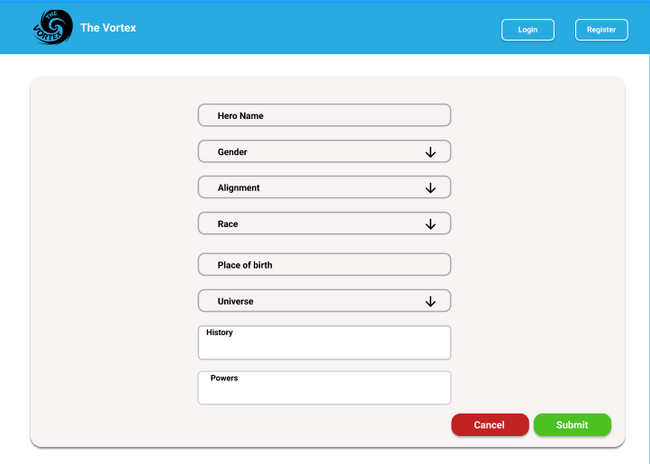 THE
VORTEX
The Vortex
Login
Register
Hero Name
Gender
Alignment
Race
Place of birth
Universe
History
Powers
Cancel
Submit